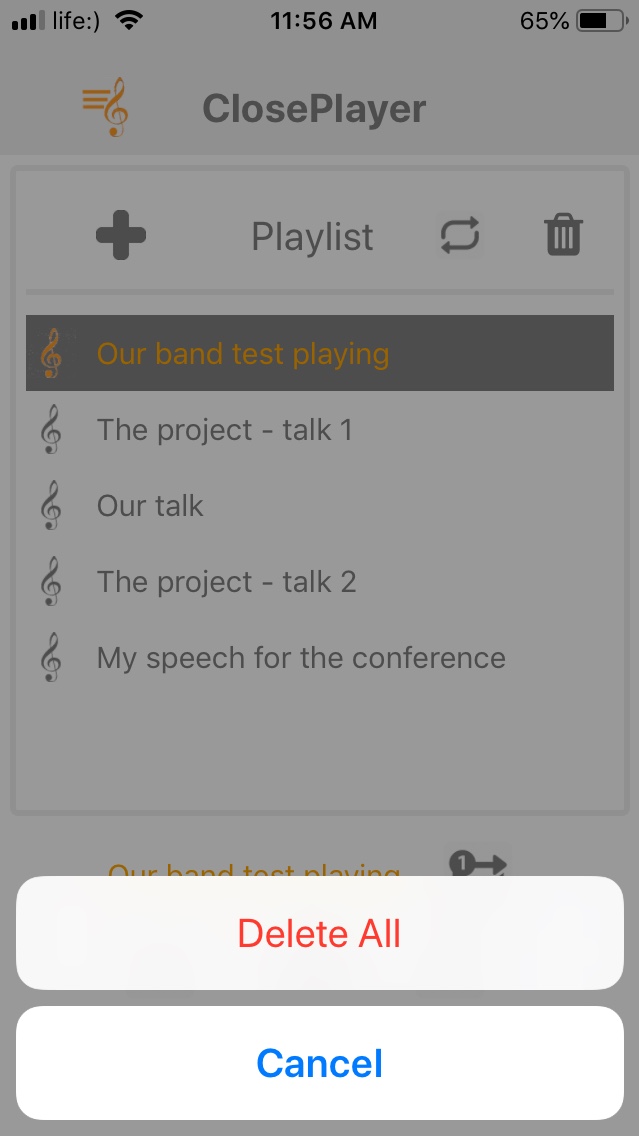 life:) 11:56 AM 65%
ClosePlayer
Playlist
Our band test playing
The project - talk 1
Our talk
The project - talk 2
My speech for the conference
Our band test playing 1
Delete All
Cancel